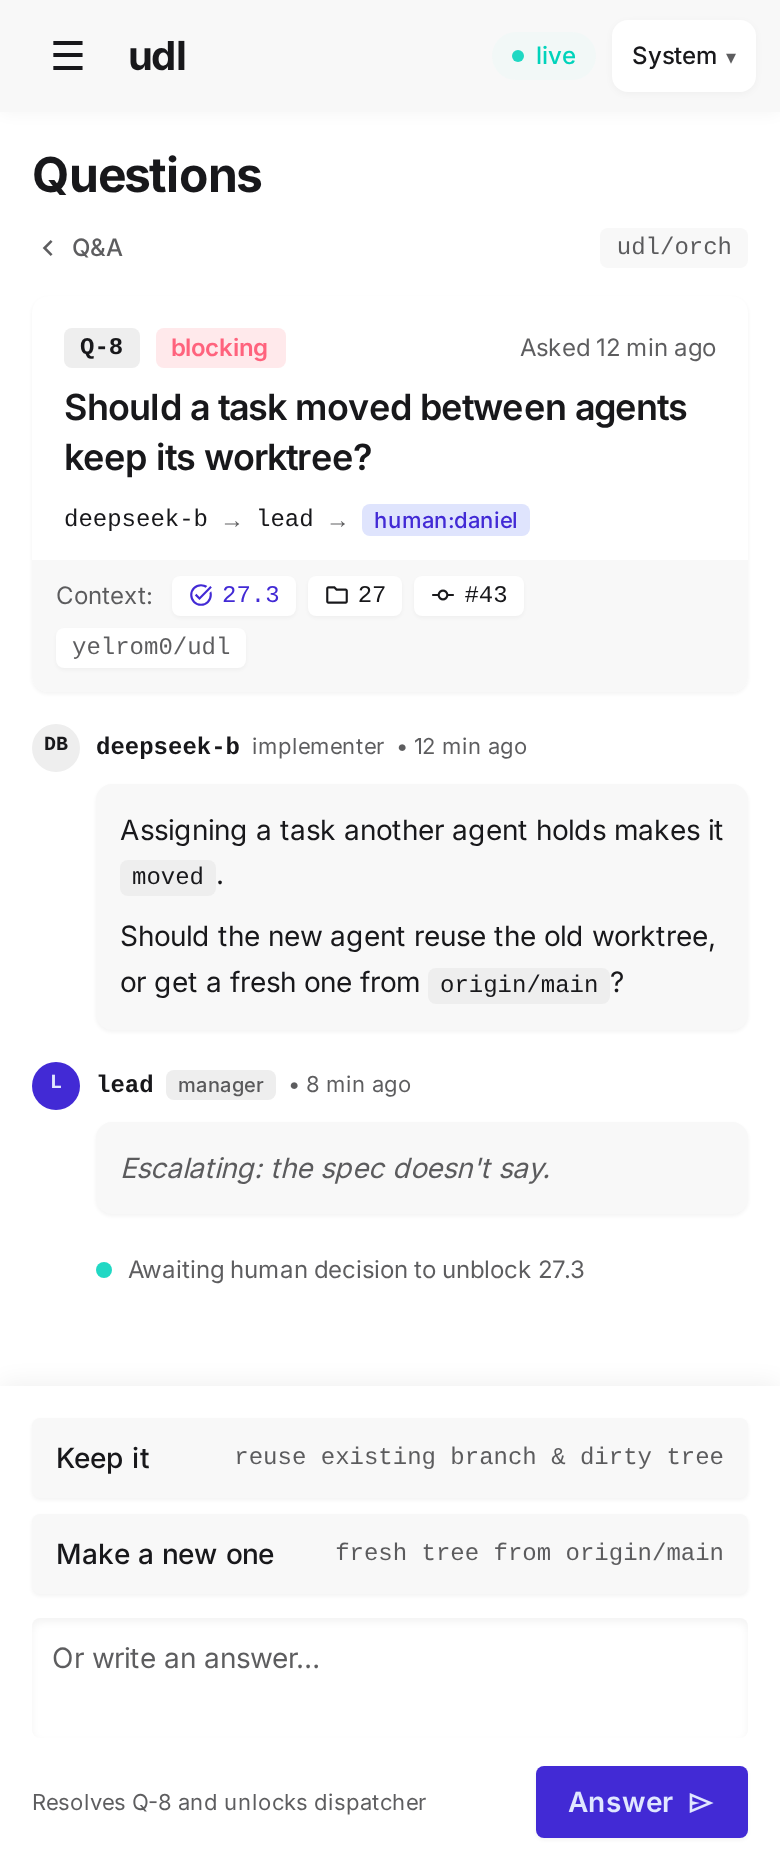 ☰ udl live System ▾
Questions
Q&A udl/orch
Q-8 blocking Asked 12 min ago
Should a task moved between agents
keep its worktree?
deepseek-b → lead → human:daniel
Context: 27.3 27 #43
yelrom0/udl
DB deepseek-b implementer • 12 min ago
Assigning a task another agent holds makes it
moved.
Should the new agent reuse the old worktree,
or get a fresh one from origin/main?
L lead manager • 8 min ago
Escalating: the spec doesn't say.
Awaiting human decision to unblock 27.3
Keep it reuse existing branch & dirty tree
Make a new one fresh tree from origin/main
Or write an answer...
Resolves Q-8 and unlocks dispatcher Answer